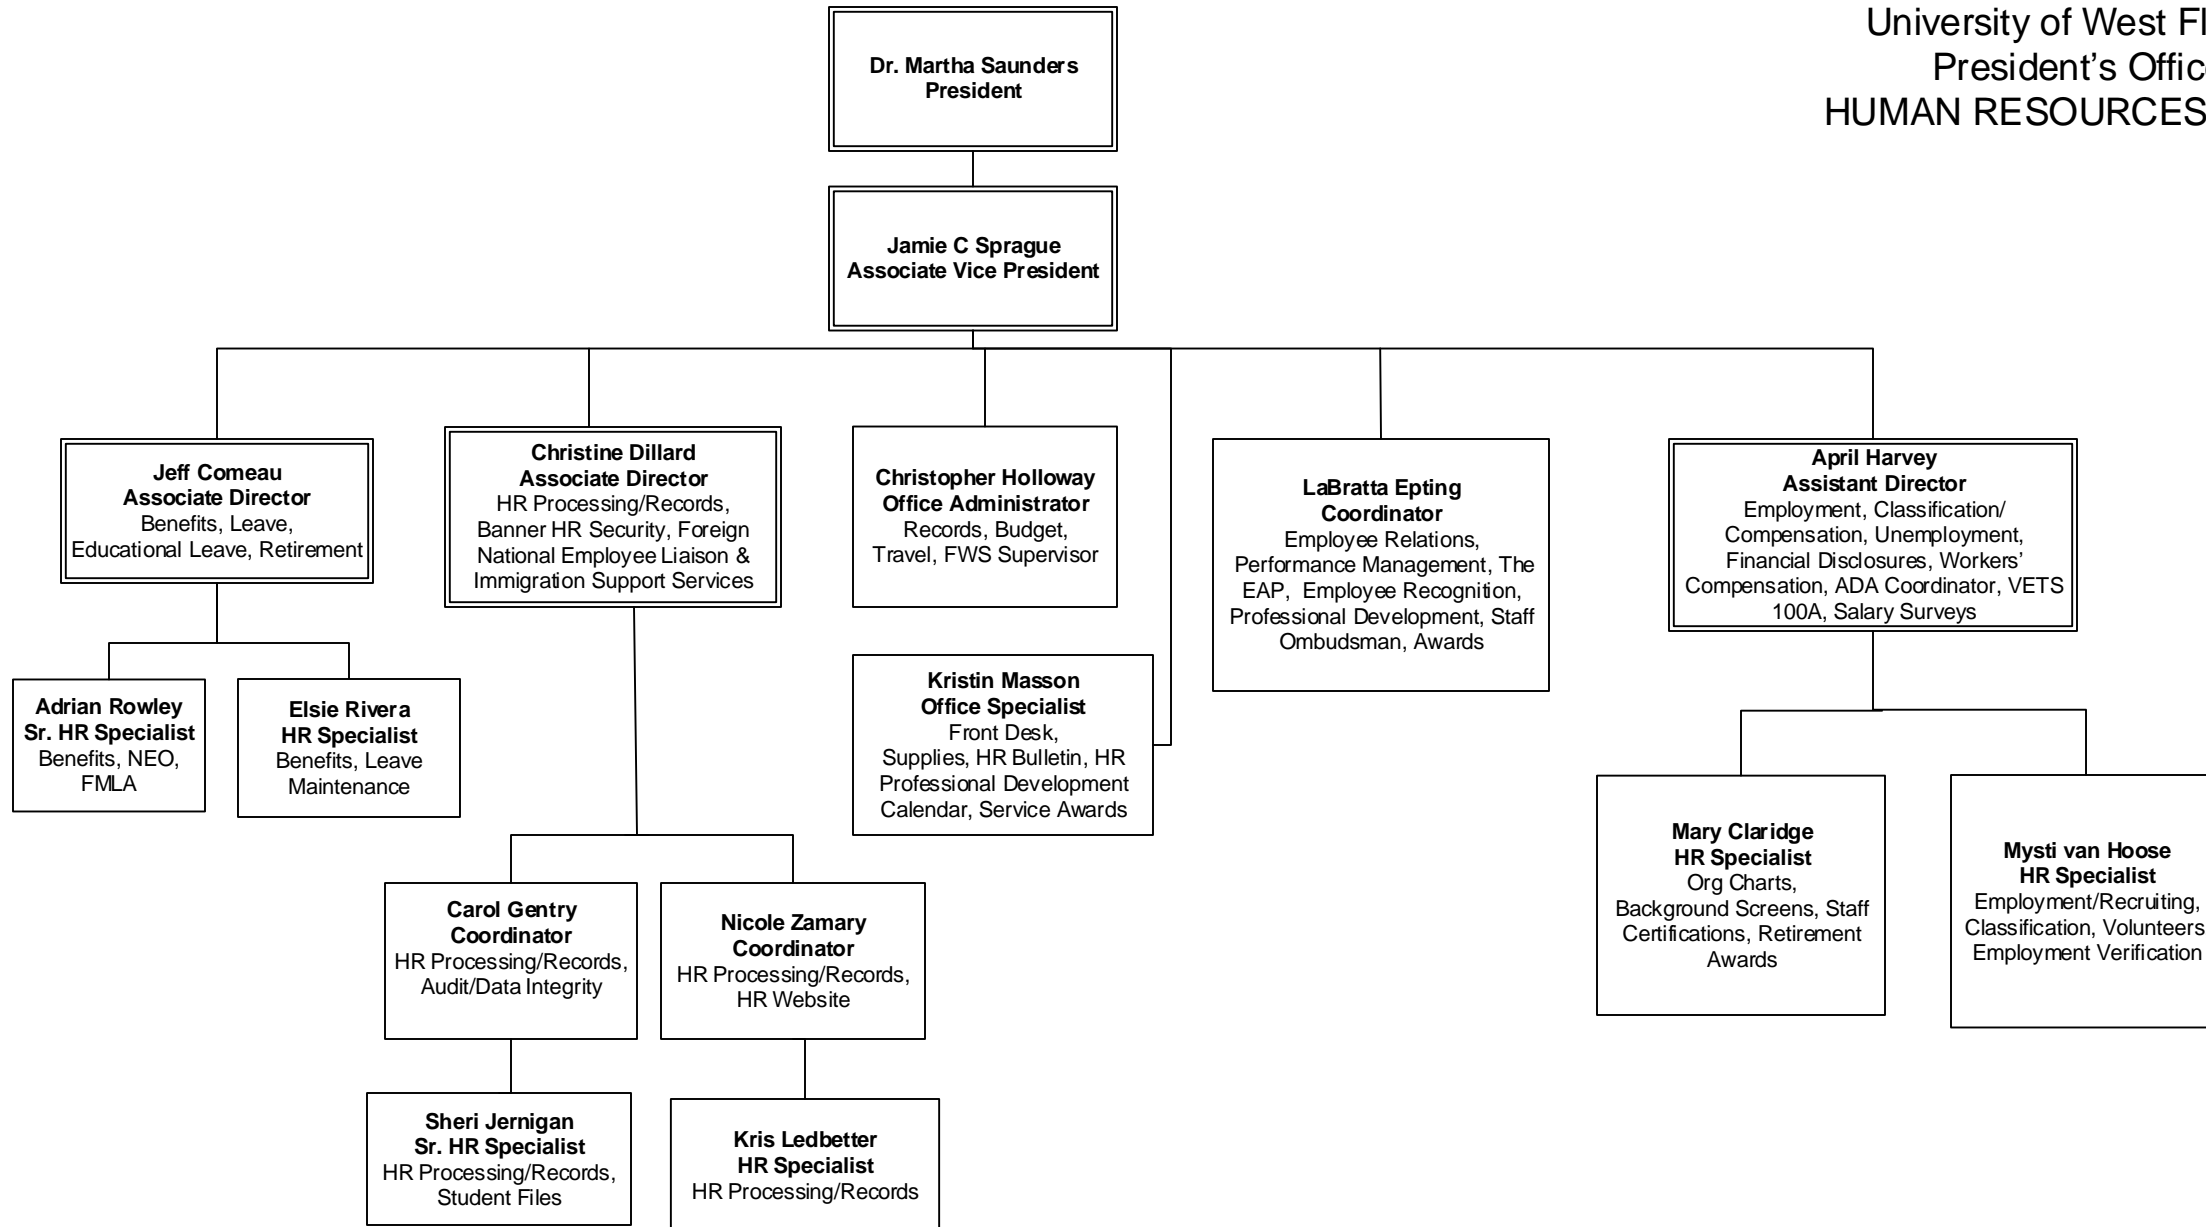 University of West Fl
President's Office
HUMAN RESOURCES
Dr. Martha Saunders
President
Jamie C Sprague
Associate Vice President
Jeff Comeau
Associate Director
Benefits, Leave,
Educational Leave, Retirement
Christine Dillard
Associate Director
HR Processing/Records,
Banner HR Security, Foreign
National Employee Liaison &
Immigration Support Services
Christopher Holloway
Office Administrator
Records, Budget,
Travel, FWS Supervisor
LaBratta Epting
Coordinator
Employee Relations,
Performance Management, The
EAP, Employee Recognition,
Professional Development, Staff
Ombudsman, Awards
April Harvey
Assistant Director
Employment, Classification/
Compensation, Unemployment,
Financial Disclosures, Workers'
Compensation, ADA Coordinator, VETS
100A, Salary Surveys
Adrian Rowley
Sr. HR Specialist
Benefits, NEO,
FMLA
Elsie Rivera
HR Specialist
Benefits, Leave
Maintenance
Kristin Masson
Office Specialist
Front Desk,
Supplies, HR Bulletin, HR
Professional Development
Calendar, Service Awards
Carol Gentry
Coordinator
HR Processing/Records,
Audit/Data Integrity
Nicole Zamary
Coordinator
HR Processing/Records,
HR Website
Mary Claridge
HR Specialist
Org Charts,
Background Screens, Staff
Certifications, Retirement
Awards
Mysti van Hoose
HR Specialist
Employment/Recruiting,
Classification, Volunteers
Employment Verification
Sheri Jernigan
Sr. HR Specialist
HR Processing/Records,
Student Files
Kris Ledbetter
HR Specialist
HR Processing/Records